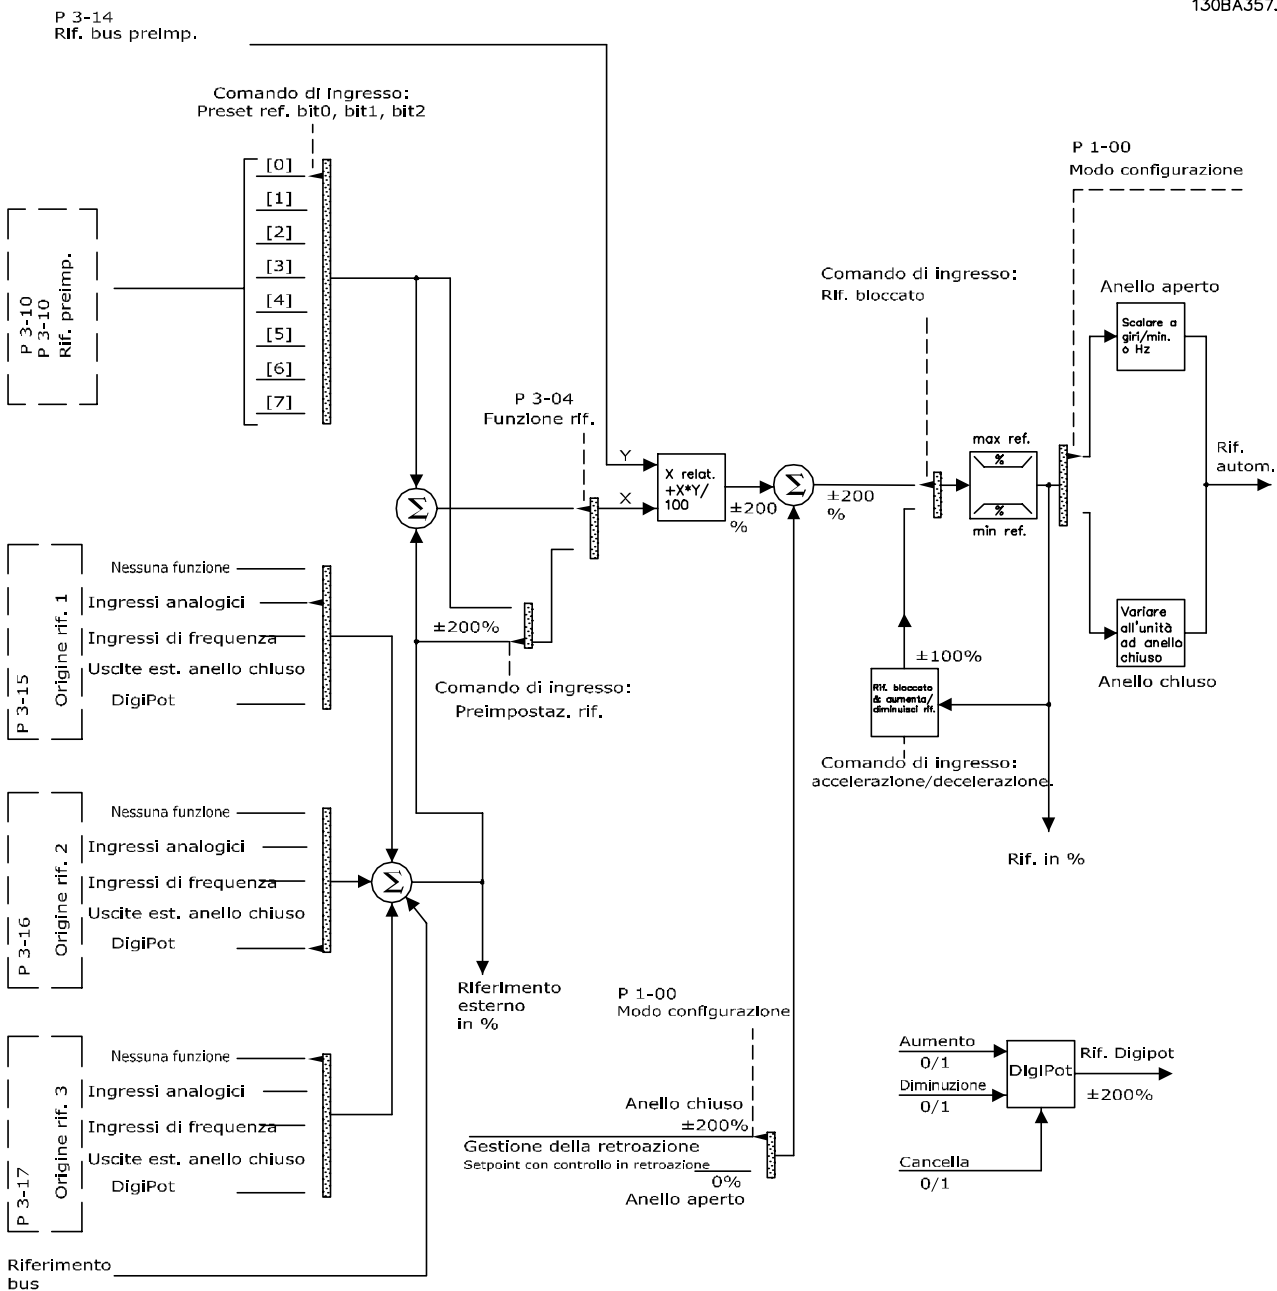 130BA357.
P 3-14
Rif. bus preimp.
Comando di ingresso:
Preset ref. bit0, bit1, bit2
[0]
[1]
[2]
[3]
[4]
[5]
[6]
[7]
P 3-10
P 3-10
Rif. preimp.
P 1-00
Modo configurazione
Comando di ingresso:
Rif. bloccato
Anello aperto
Scalare a
giri/min.
o Hz
P 3-04
Funzione rif.
Y
X
X relat.
+X*Y/
100
±200
%
Σ
±200
%
max ref.
%
%
min ref.
Rif.
autom.
Σ
P 3-15
Origine rif. 1
Nessuna funzione
Ingressi analogici
Ingressi di frequenza
Uscite est. anello chiuso
DigiPot
±200%
Comando di ingresso:
Preimpostaz. rif.
±100%
Rif. bloccato
& aumenta/
diminuisci rif.
Comando di ingresso:
accelerazione/decelerazione.
Variare
all'unità
ad anello
chiuso
Anello chiuso
Rif. in %
P 3-16
Origine rif. 2
Nessuna funzione
Ingressi analogici
Ingressi di frequenza
Uscite est. anello chiuso
DigiPot
Σ
Riferimento
esterno
in %
P 3-17
Origine rif. 3
Nessuna funzione
Ingressi analogici
Ingressi di frequenza
Uscite est. anello chiuso
DigiPot
Riferimento
bus
P 1-00
Modo configurazione
Anello chiuso
±200%
Gestione della retroazione
Setpoint con controllo in retroazione
0%
Anello aperto
Aumento
0/1
Diminuzione
0/1
Cancella
0/1
DigiPot
Rif. Digipot
±200%